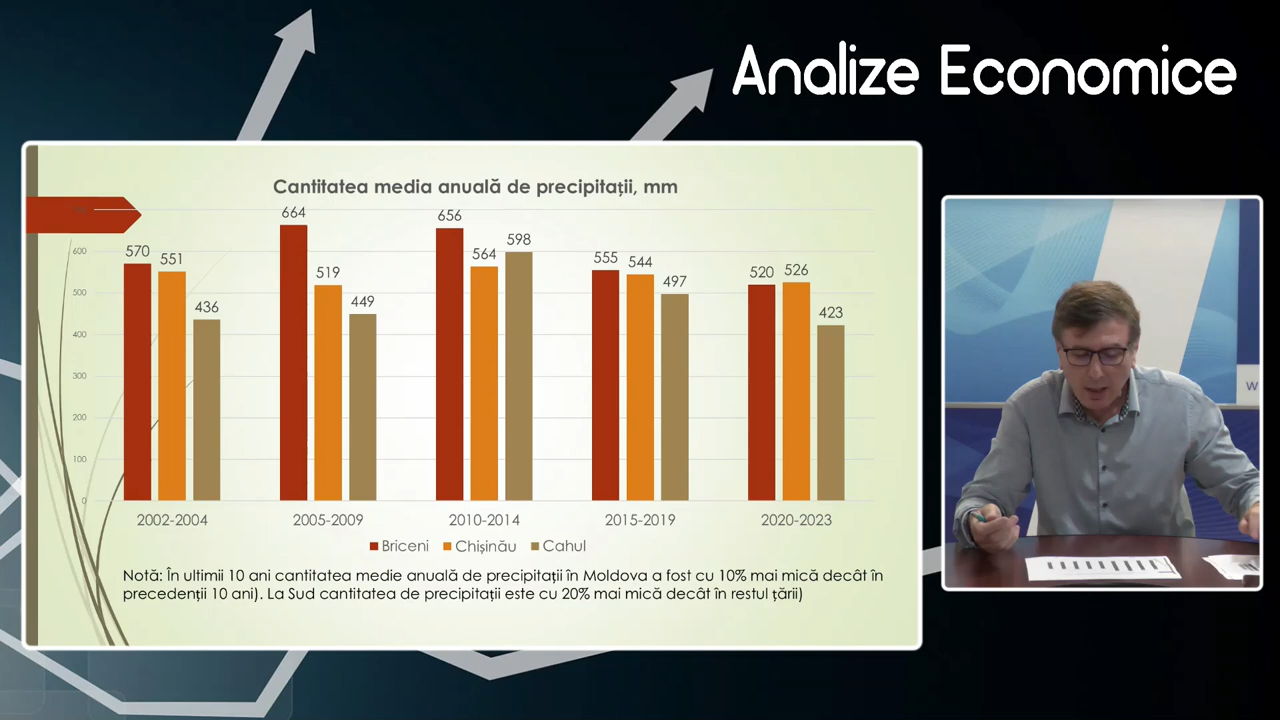 Analize Economice
Cantitatea media anuală de precipitații, mm
600
500
400
300
200
100
0
570 551 436
664 519 449
656 564 598
555 544 497
520 526 423
2002-2004 2005-2009 2010-2014 2015-2019 2020-2023
Briceni Chișinău Cahul
Notă: În ultimii 10 ani cantitatea medie anuală de precipitații în Moldova a fost cu 10% mai mică decât în
precedenții 10 ani). La Sud cantitatea de precipitații este cu 20% mai mică decât în restul țării)
W